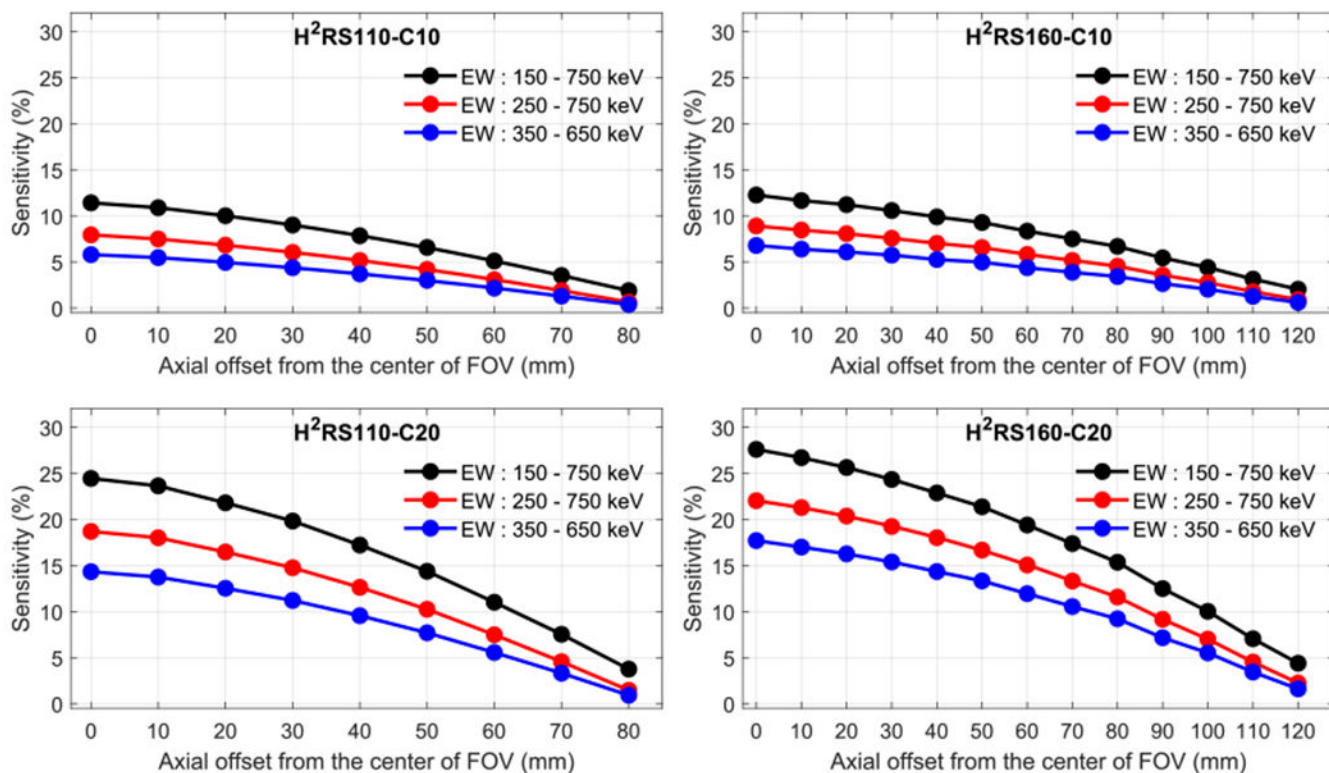 H²RS110-C10
EW : 150 - 750 keV
EW : 250 - 750 keV
EW : 350 - 650 keV
Sensitivity (%)
30
25
20
15
10
5
0
0 10 20 30 40 50 60 70 80
Axial offset from the center of FOV (mm)
H²RS160-C10
EW : 150 - 750 keV
EW : 250 - 750 keV
EW : 350 - 650 keV
Sensitivity (%)
30
25
20
15
10
5
0
0 10 20 30 40 50 60 70 80 90 100 110 120
Axial offset from the center of FOV (mm)
H²RS110-C20
EW : 150 - 750 keV
EW : 250 - 750 keV
EW : 350 - 650 keV
Sensitivity (%)
30
25
20
15
10
5
0
0 10 20 30 40 50 60 70 80
Axial offset from the center of FOV (mm)
H²RS160-C20
EW : 150 - 750 keV
EW : 250 - 750 keV
EW : 350 - 650 keV
Sensitivity (%)
30
25
20
15
10
5
0
0 10 20 30 40 50 60 70 80 90 100 110 120
Axial offset from the center of FOV (mm)